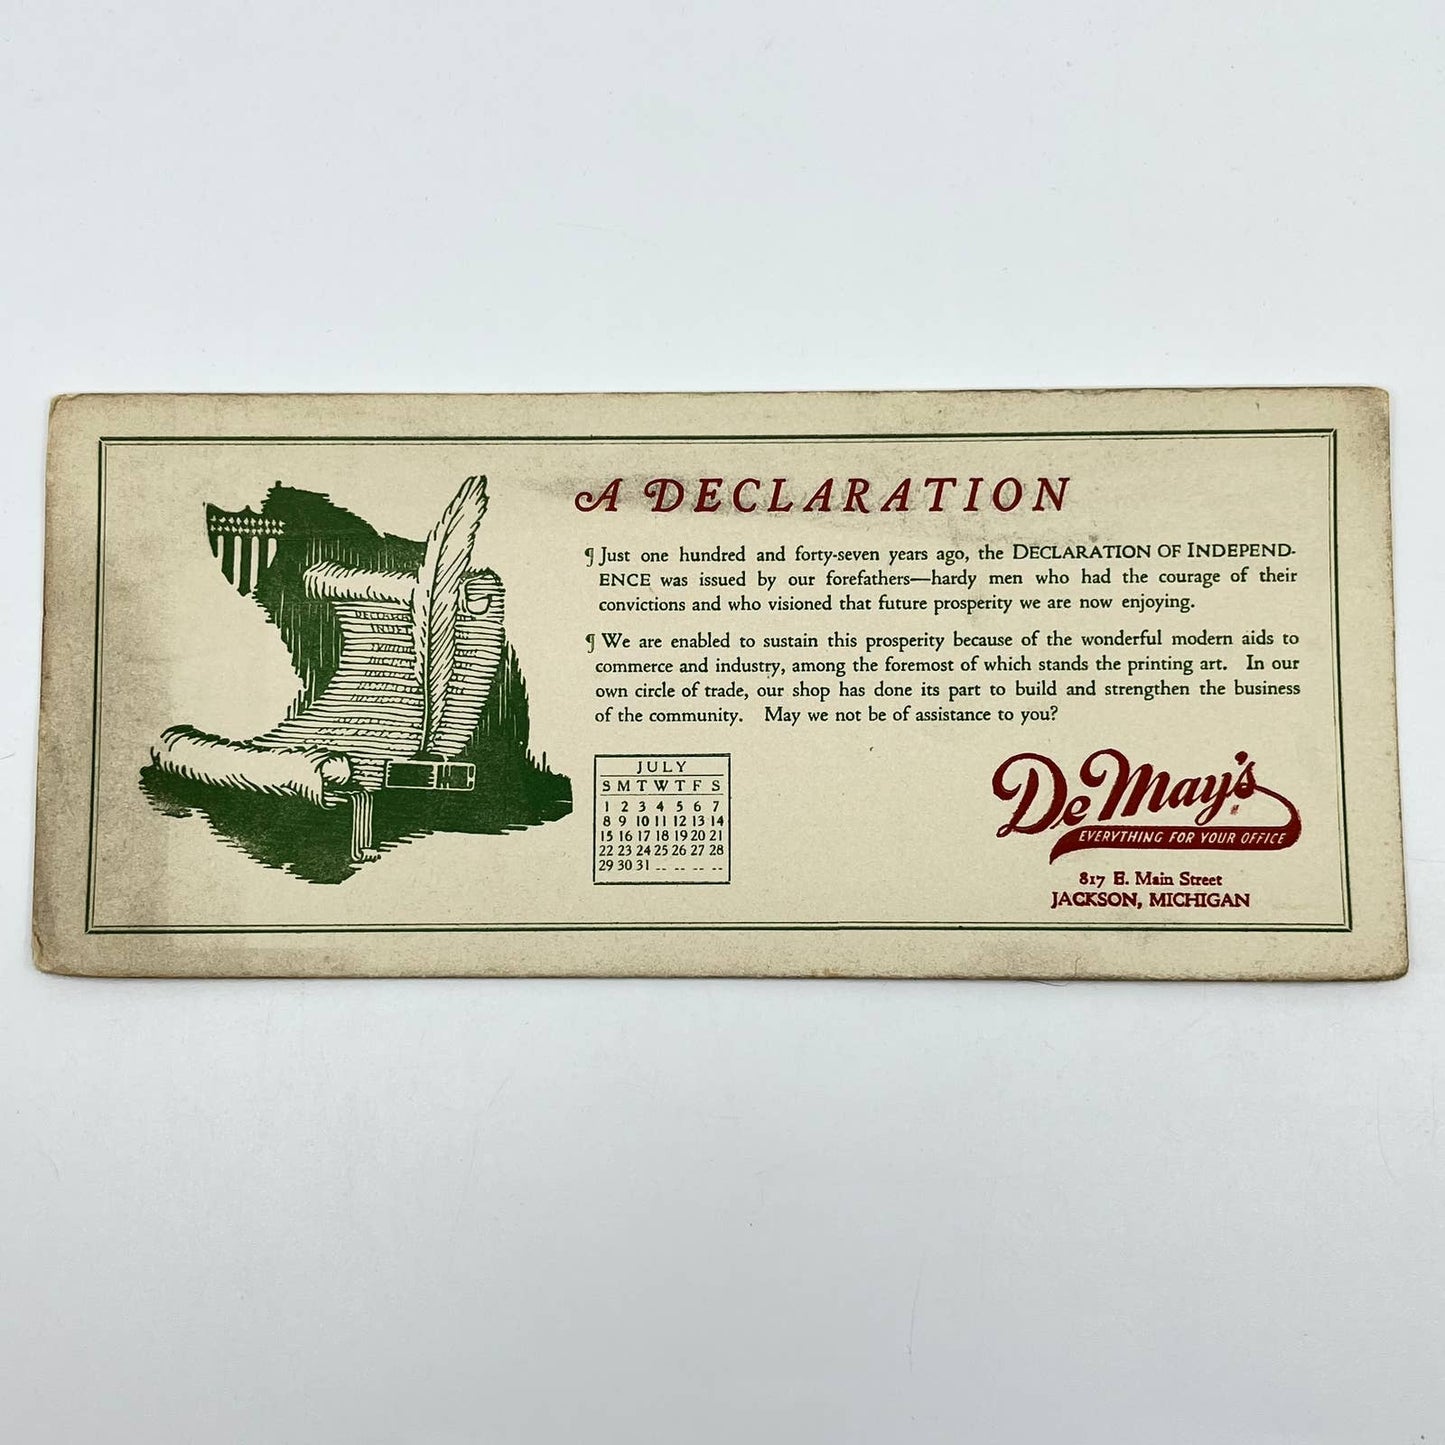 A DECLARATION
¶ Just one hundred and forty-seven years ago, the DECLARATION OF INDEPEND-
ENCE was issued by our forefathers—hardy men who had the courage of their
convictions and who visioned that future prosperity we are now enjoying.
¶ We are enabled to sustain this prosperity because of the wonderful modern aids to
commerce and industry, among the foremost of which stands the printing art. In our
own circle of trade, our shop has done its part to build and strengthen the business
of the community. May we not be of assistance to you?
JULY
S M T W T F S
1 2 3 4 5 6 7
8 9 10 11 12 13 14
15 16 17 18 19 20 21
22 23 24 25 26 27 28
29 30 31 -- -- -- --
DeMay's
EVERYTHING FOR YOUR OFFICE
817 E. Main Street
JACKSON, MICHIGAN